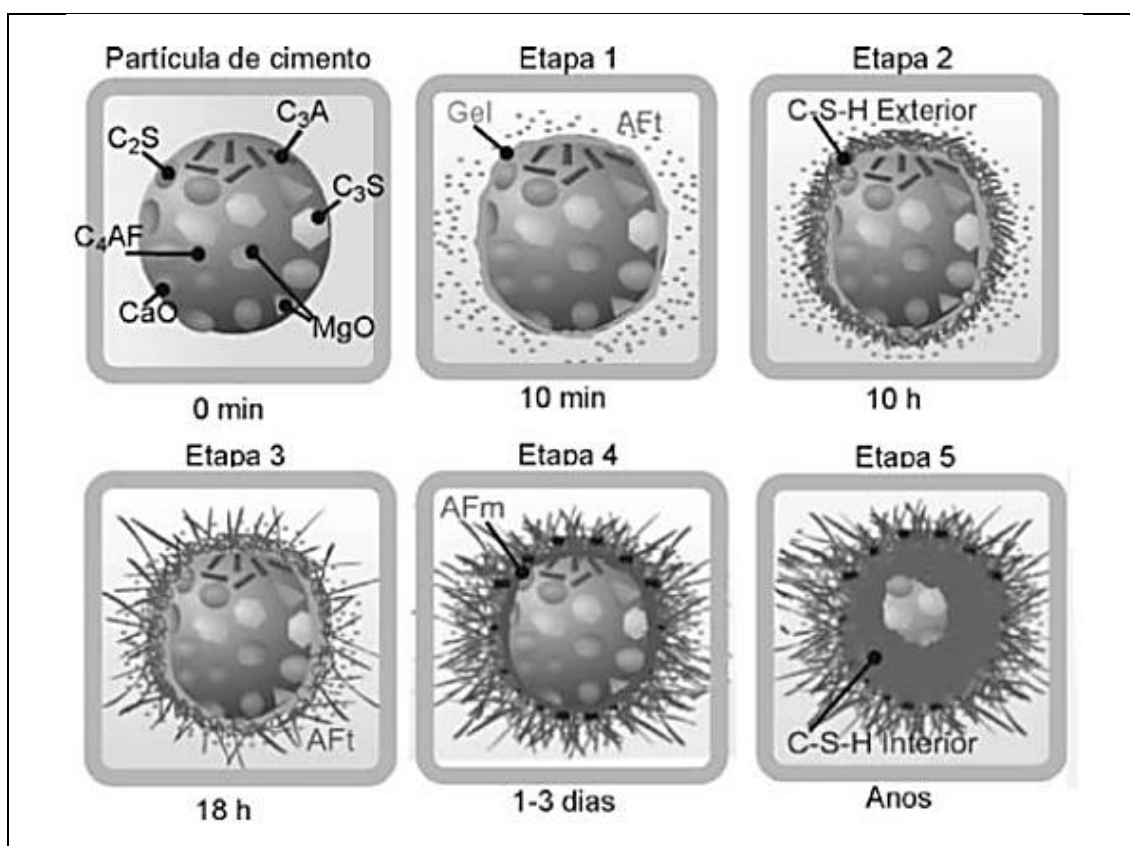 Partícula de cimento
C₂S
C₃A
C₃S
C₄AF
CaO
MgO
0 min
Etapa 1
Gel
AFt
10 min
Etapa 2
C-S-H Exterior
10 h
Etapa 3
AFt
18 h
Etapa 4
AFm
1-3 dias
Etapa 5
C-S-H Interior
Anos